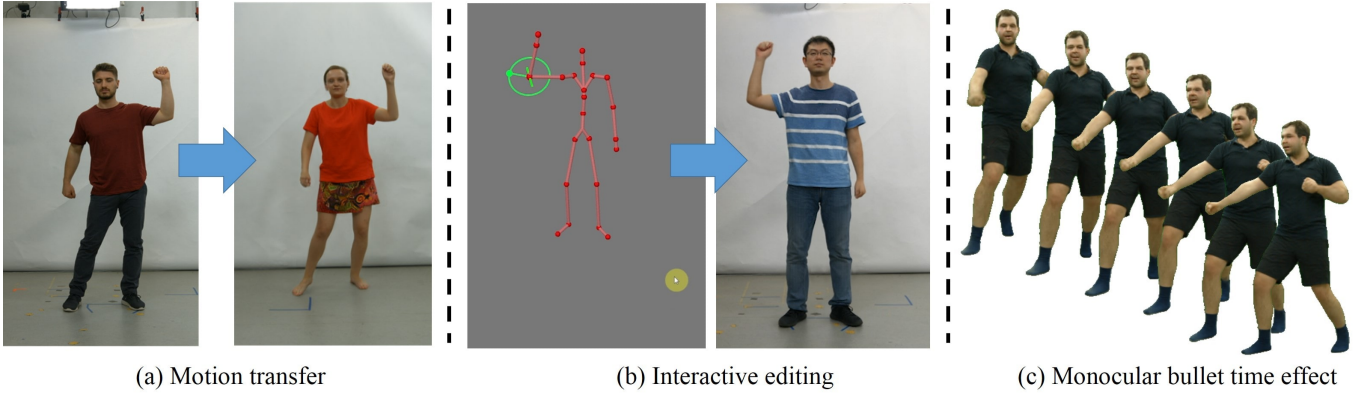 (a) Motion transfer
(b) Interactive editing
(c) Monocular bullet time effect